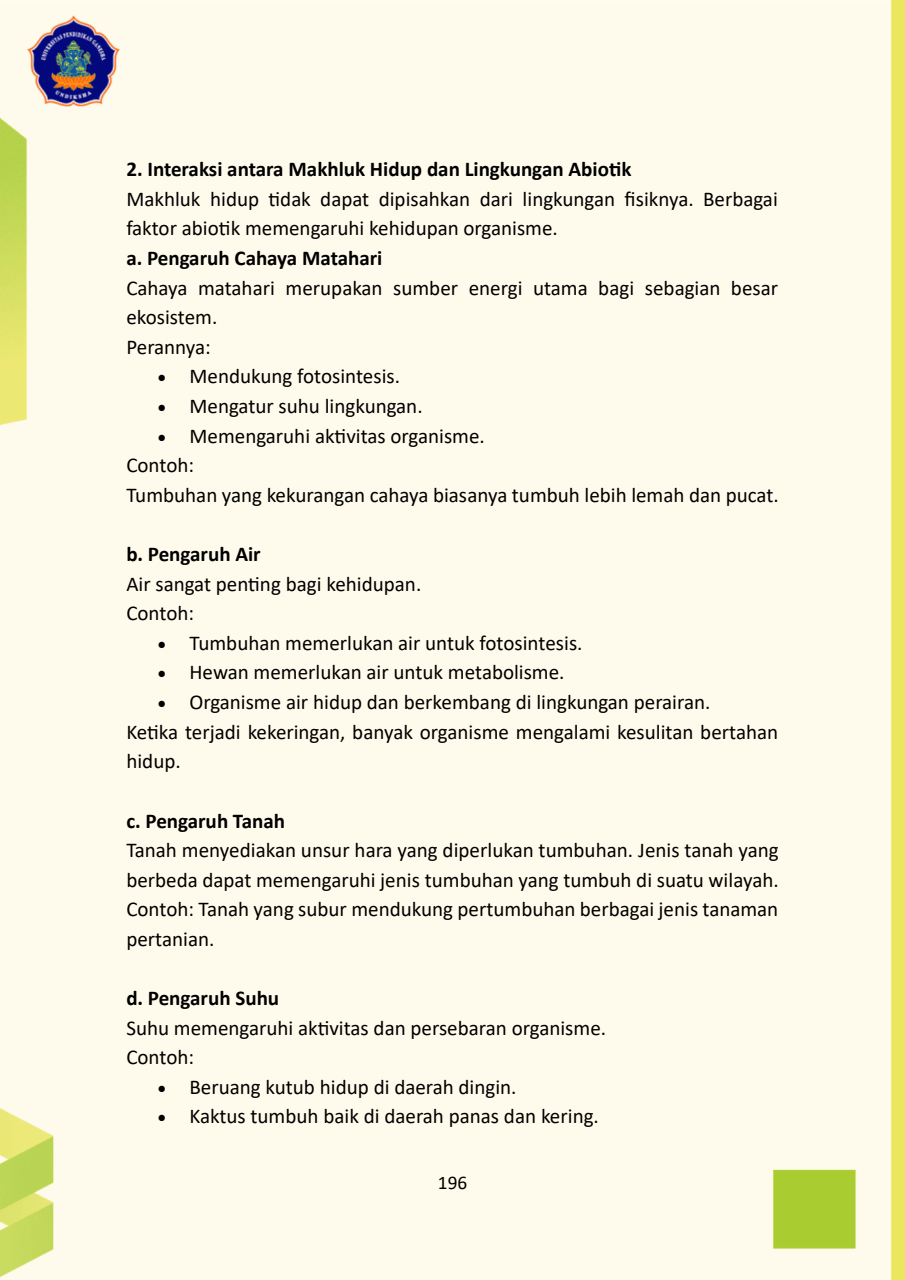 UNIVERSITAS PENDIDIKAN GANESHA
UNDIKSHA
2. Interaksi antara Makhluk Hidup dan Lingkungan Abiotik
Makhluk hidup tidak dapat dipisahkan dari lingkungan fisiknya. Berbagai
faktor abiotik memengaruhi kehidupan organisme.
a. Pengaruh Cahaya Matahari
Cahaya matahari merupakan sumber energi utama bagi sebagian besar
ekosistem.
Perannya:
• Mendukung fotosintesis.
• Mengatur suhu lingkungan.
• Memengaruhi aktivitas organisme.
Contoh:
Tumbuhan yang kekurangan cahaya biasanya tumbuh lebih lemah dan pucat.
b. Pengaruh Air
Air sangat penting bagi kehidupan.
Contoh:
• Tumbuhan memerlukan air untuk fotosintesis.
• Hewan memerlukan air untuk metabolisme.
• Organisme air hidup dan berkembang di lingkungan perairan.
Ketika terjadi kekeringan, banyak organisme mengalami kesulitan bertahan
hidup.
c. Pengaruh Tanah
Tanah menyediakan unsur hara yang diperlukan tumbuhan. Jenis tanah yang
berbeda dapat memengaruhi jenis tumbuhan yang tumbuh di suatu wilayah.
Contoh: Tanah yang subur mendukung pertumbuhan berbagai jenis tanaman
pertanian.
d. Pengaruh Suhu
Suhu memengaruhi aktivitas dan persebaran organisme.
Contoh:
• Beruang kutub hidup di daerah dingin.
• Kaktus tumbuh baik di daerah panas dan kering.
196